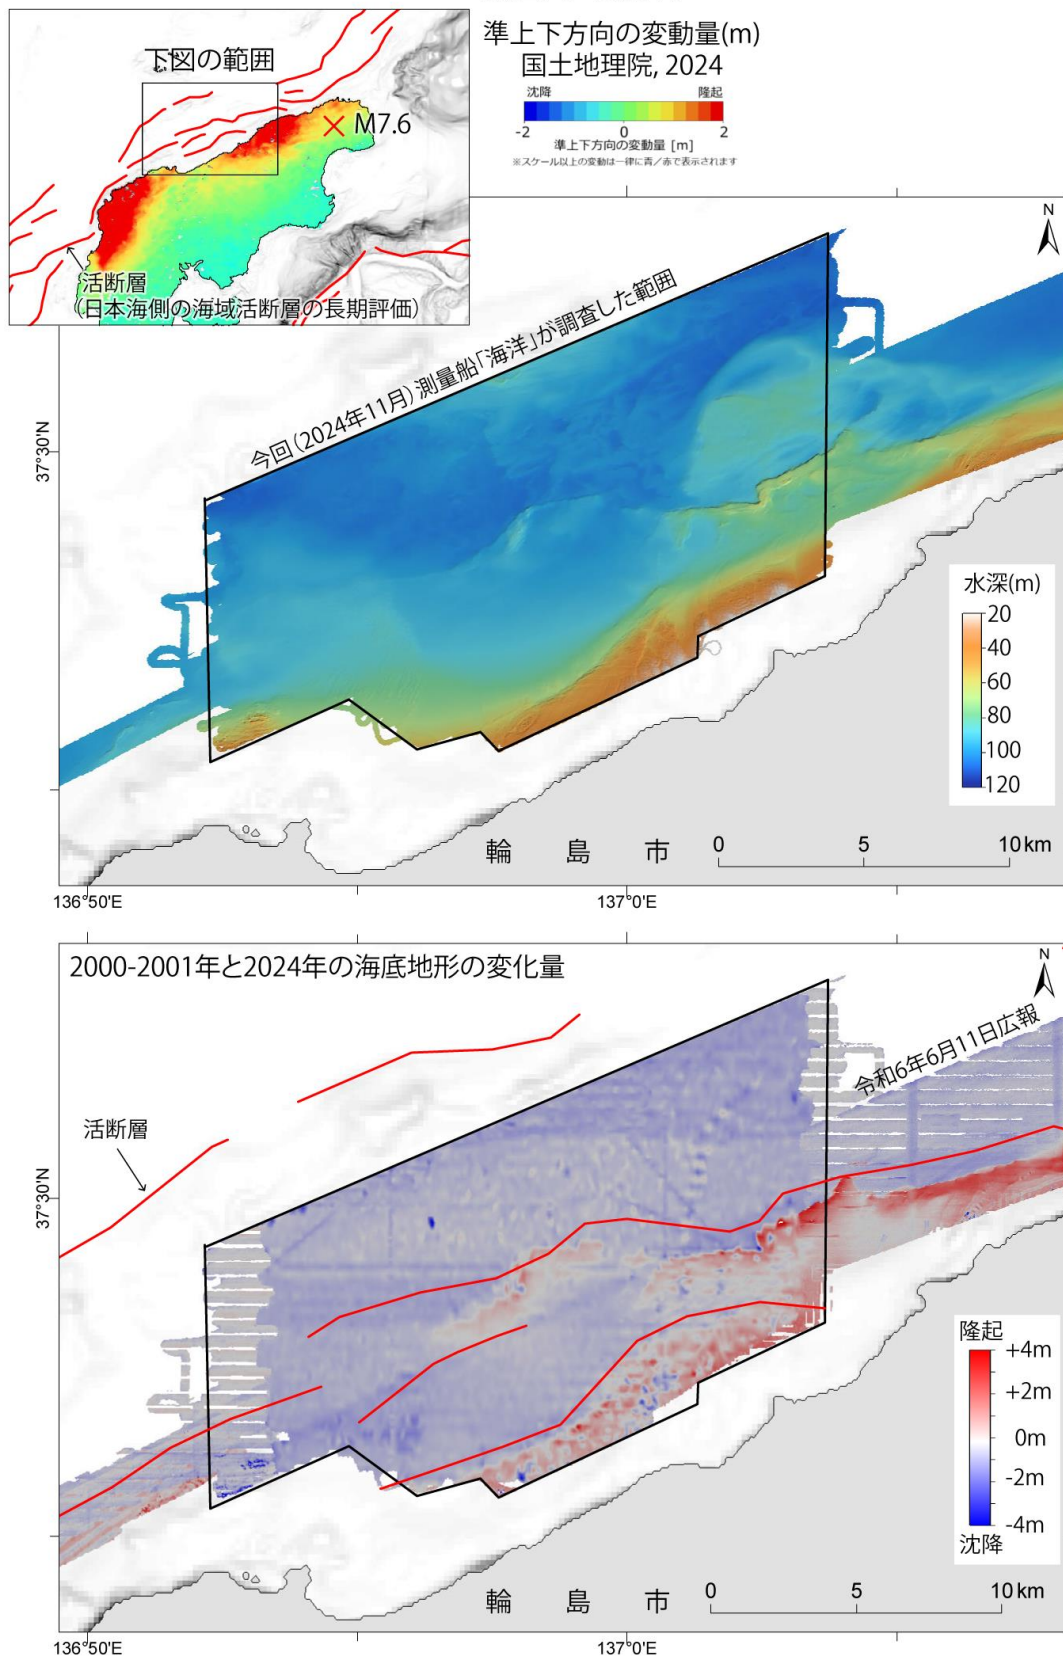 準上下方向の変動量(m)
国土地理院, 2024
沈降
隆起
-2
0
2
準上下方向の変動量 [m]
※スケール以上の変動は一律に青／赤で表示されます
下図の範囲
M7.6
活断層
(日本海側の海域活断層の長期評価)
N
今回(2024年11月)測量船「海洋」が調査した範囲
37°30'N
水深(m)
20
40
60
80
100
120
輪島市
0
5
10km
136°50'E
137°0'E
2000-2001年と2024年の海底地形の変化量
N
令和6年6月11日広報
活断層
37°30'N
隆起
+4m
+2m
0m
-2m
-4m
沈降
輪島市
0
5
10km
136°50'E
137°0'E